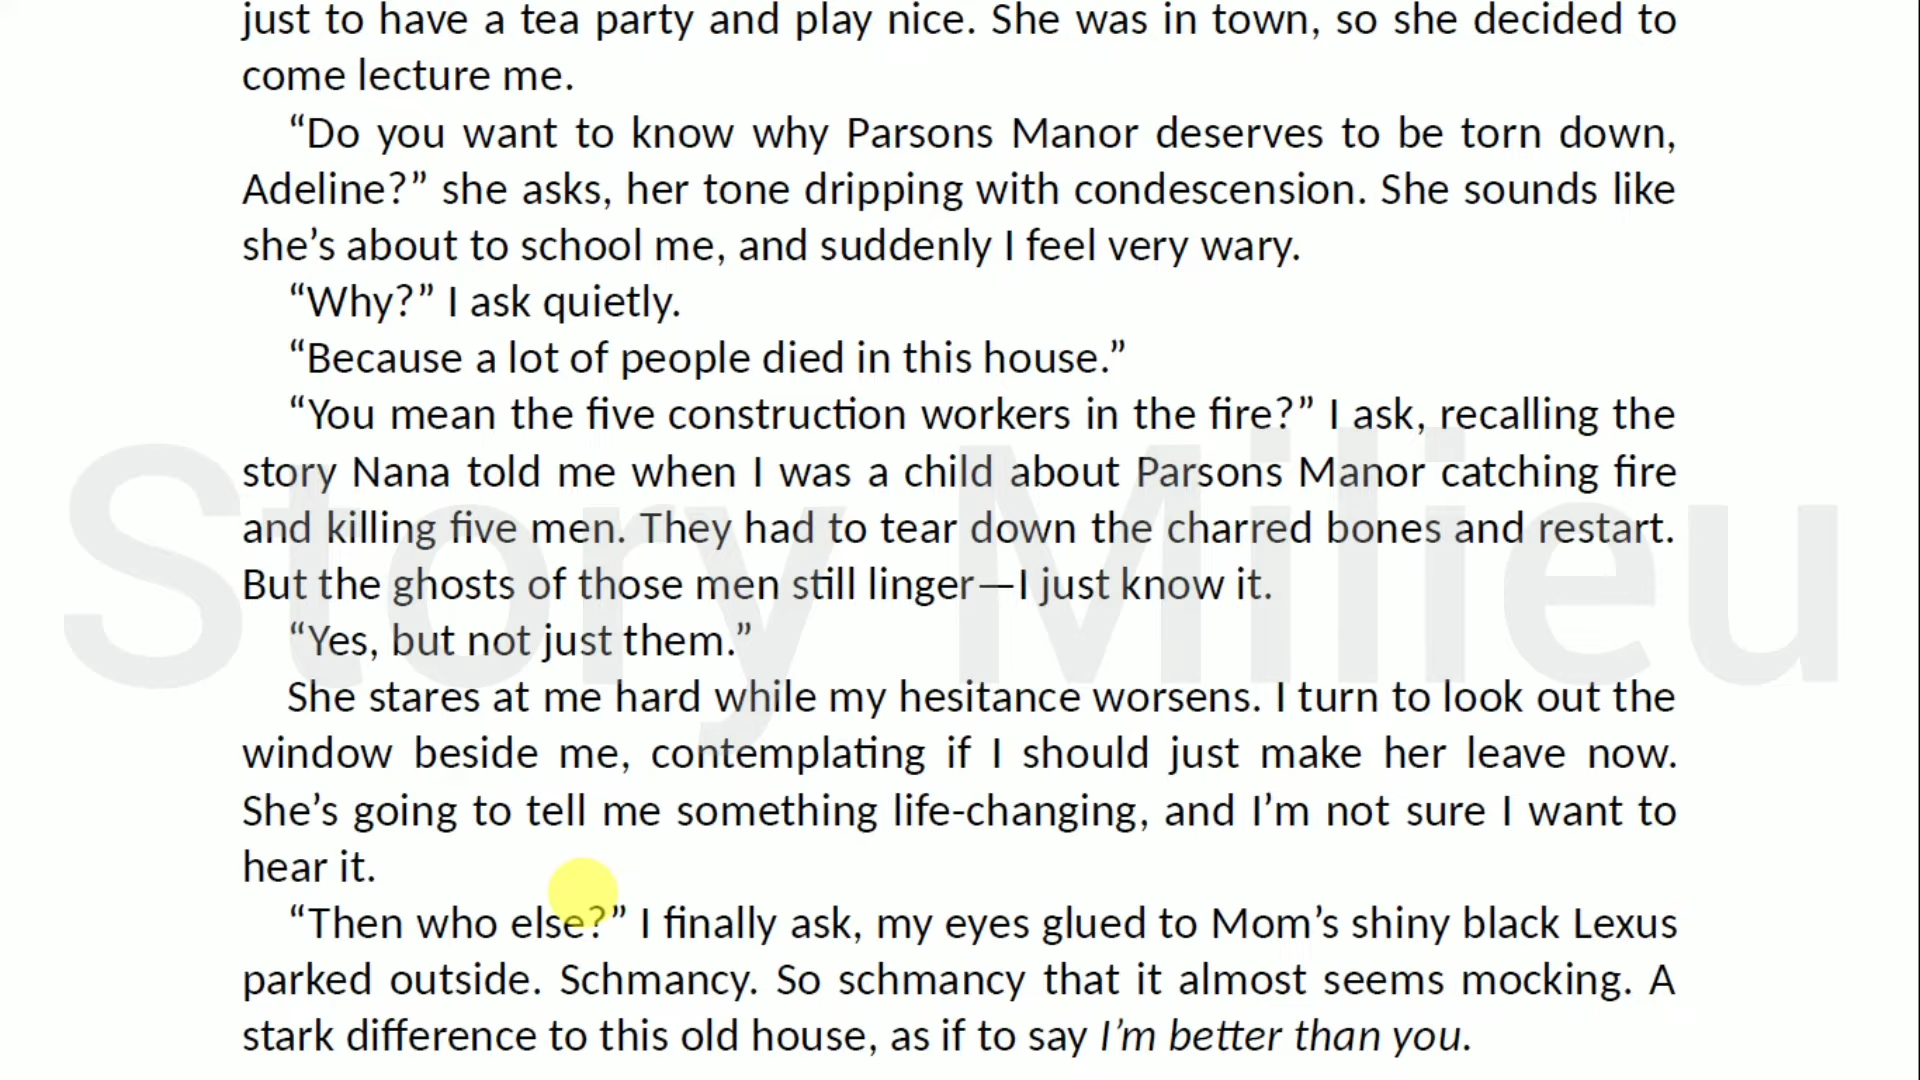 just to have a tea party and play nice. She was in town, so she decided to
come lecture me.
“Do you want to know why Parsons Manor deserves to be torn down,
Adeline?” she asks, her tone dripping with condescension. She sounds like
she’s about to school me, and suddenly I feel very wary.
“Why?” I ask quietly.
“Because a lot of people died in this house.”
“You mean the five construction workers in the fire?” I ask, recalling the
story Nana told me when I was a child about Parsons Manor catching fire
and killing five men. They had to tear down the charred bones and restart.
But the ghosts of those men still linger—I just know it.
“Yes, but not just them.”
She stares at me hard while my hesitance worsens. I turn to look out the
window beside me, contemplating if I should just make her leave now.
She’s going to tell me something life-changing, and I’m not sure I want to
hear it.
“Then who else?” I finally ask, my eyes glued to Mom’s shiny black Lexus
parked outside. Schmancy. So schmancy that it almost seems mocking. A
stark difference to this old house, as if to say I’m better than you.
Story Milieu